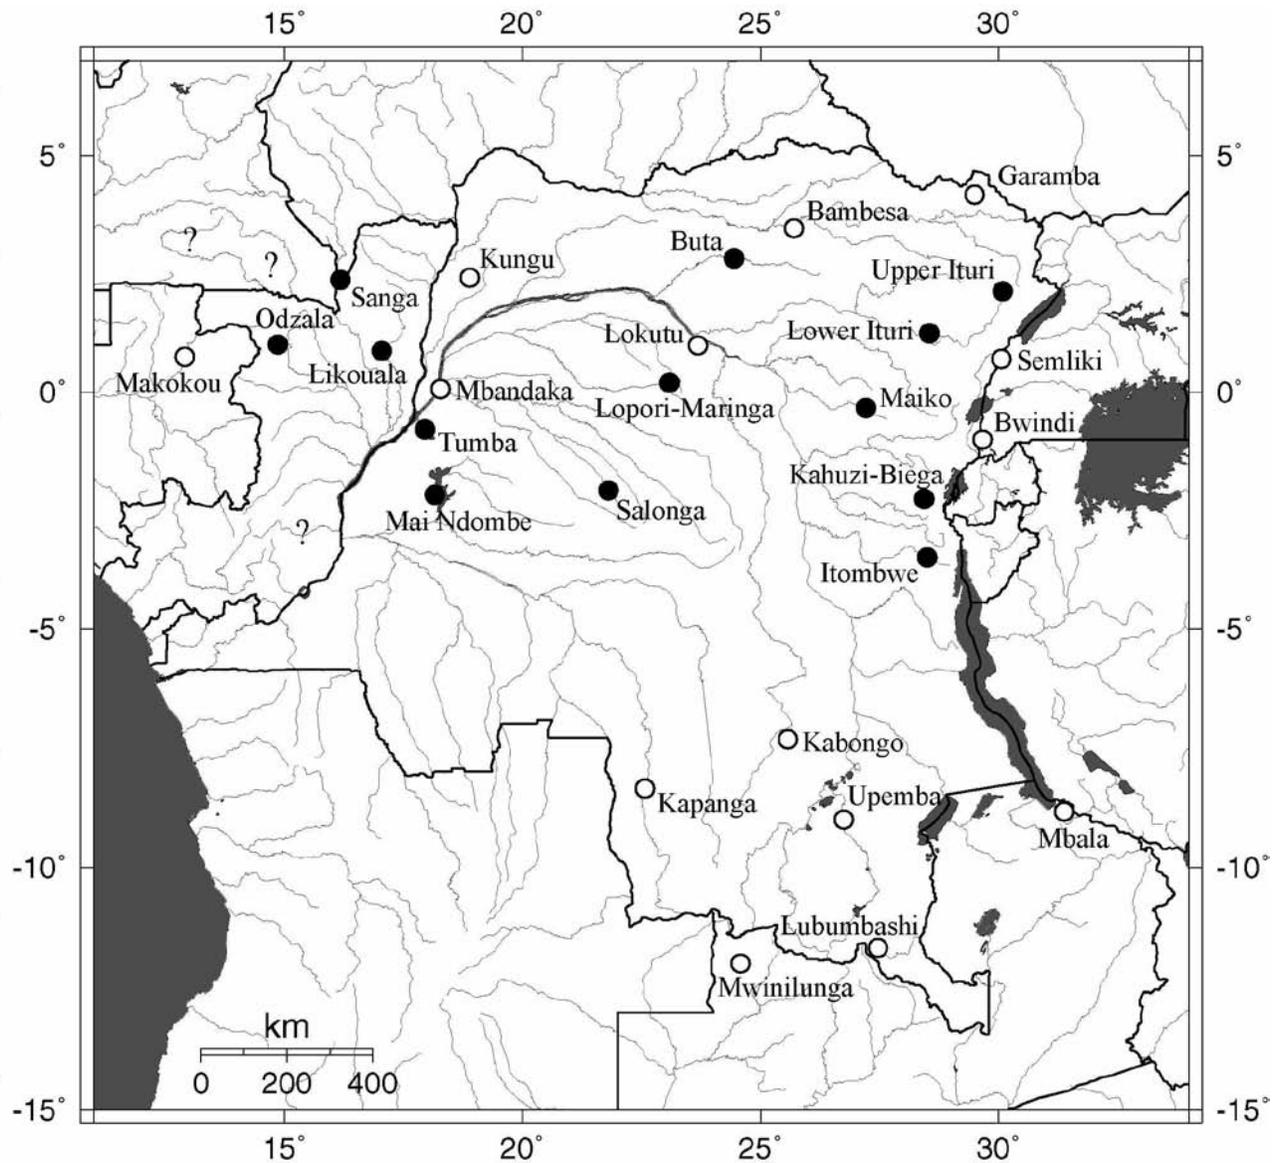 15° 20° 25° 30°
5° 5°
Garamba
Bambesa
? Buta
Kungu
? Upper Ituri
Sanga
Odzala
Lokutu Lower Ituri
Semliki
Makokou Likouala
0° Mbandaka Maiko 0°
Lopori-Maringa
Bwindi
Tumba
Kahuzi-Biega
Salonga
Mai Ndombe
?
Itombwe
-5° -5°
Kabongo
Kapanga Upemba
Mbala
-10° -10°
Lubumbashi
Mwinilunga
km
0 200 400
-15° -15°
15° 20° 25° 30°